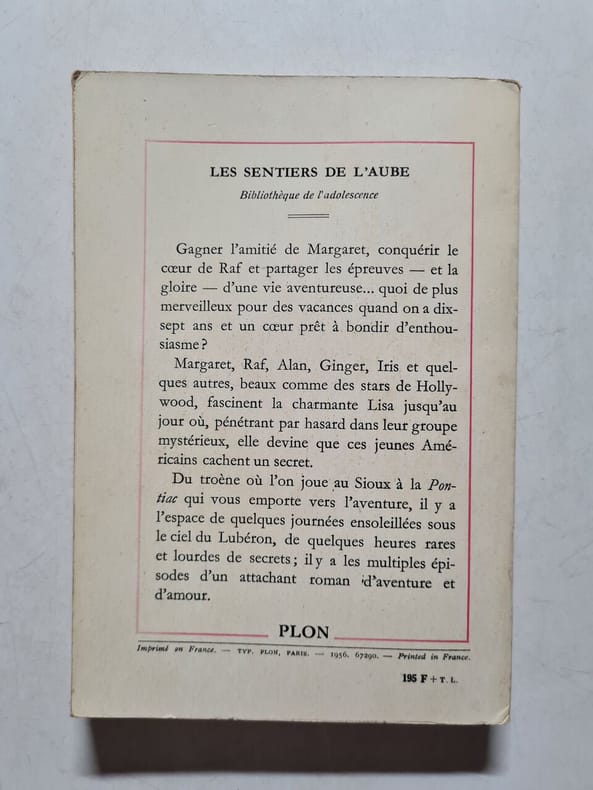 LES SENTIERS DE L'AUBE
Bibliothèque de l'adolescence
Gagner l'amitié de Margaret, conquérir le
cœur de Raf et partager les épreuves — et la
gloire — d'une vie aventureuse... quoi de plus
merveilleux pour des vacances quand on a dix-
sept ans et un cœur prêt à bondir d'enthou-
siasme ?
Margaret, Raf, Alan, Ginger, Iris et quel-
ques autres, beaux comme des stars de Holly-
wood, fascinent la charmante Lisa jusqu'au
jour où, pénétrant par hasard dans leur groupe
mystérieux, elle devine que ces jeunes Amé-
ricains cachent un secret.
Du troène où l'on joue au Sioux à la Pon-
tiac qui vous emporte vers l'aventure, il y a
l'espace de quelques journées ensoleillées sous
le ciel du Lubéron, de quelques heures rares
et lourdes de secrets ; il y a les multiples épi-
sodes d'un attachant roman d'aventure et
d'amour.
PLON
Imprimé en France. — TYP. PLON, PARIS. — 1956. 67290. — Printed in France.
195 F + T. L.